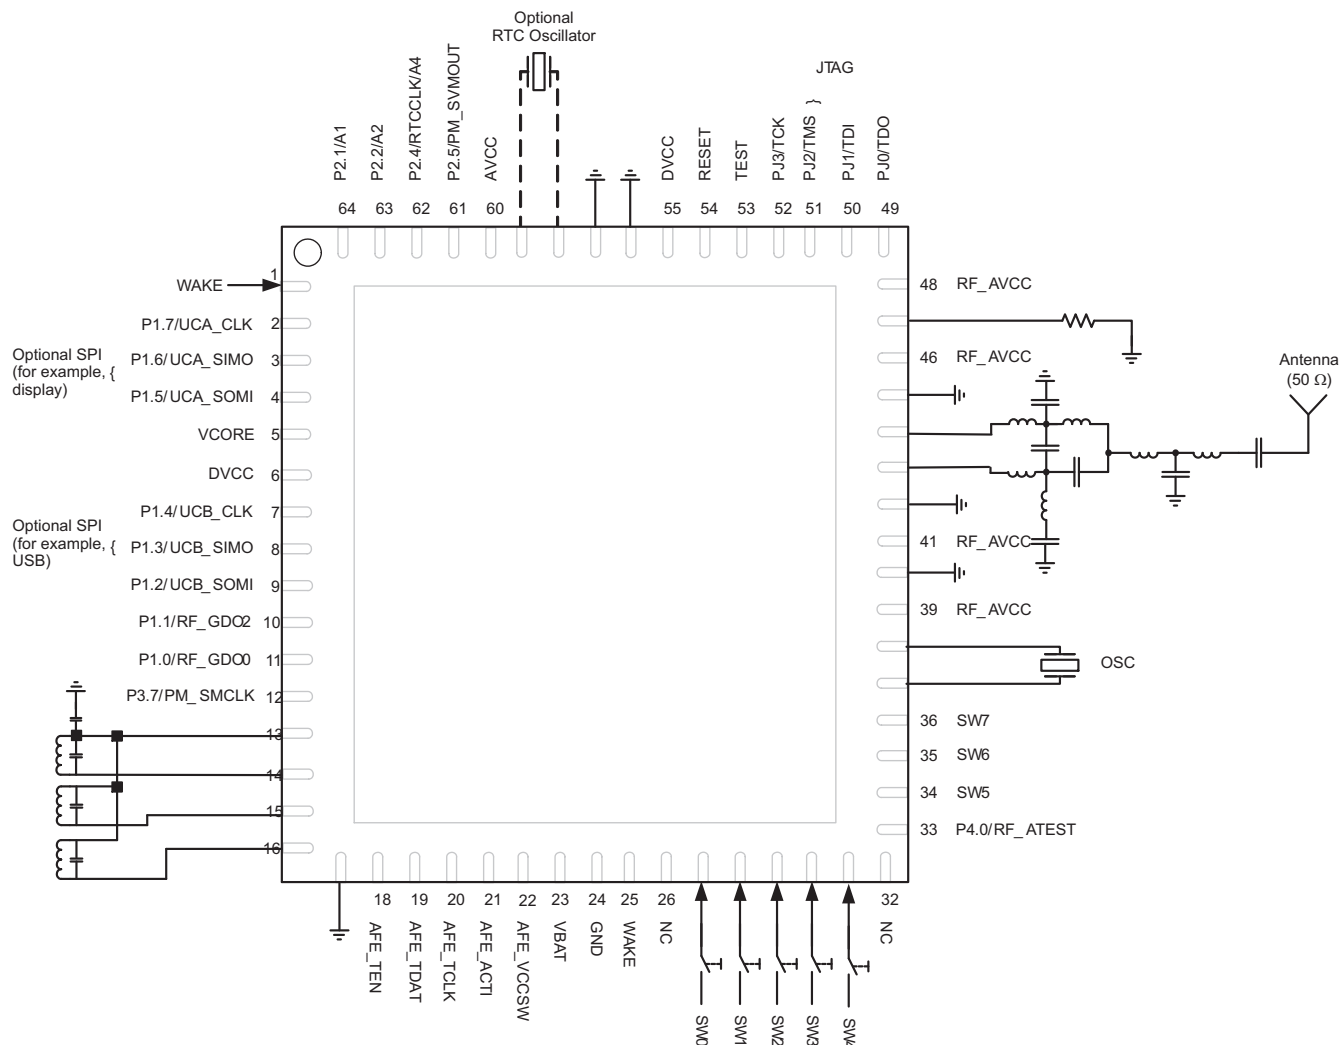 Optional
RTC Oscillator
JTAG
}
P2.1/A1
P2.2/A2
P2.4/RTCCLK/A4
P2.5/PM_SVMOUT
AVCC
DVCC
RESET
TEST
PJ3/TCK
PJ2/TMS
PJ1/TDI
PJ0/TDO
64 63 62 61 60 55 54 53 52 51 50 49
WAKE 1
P1.7/UCA_CLK 2
Optional SPI
(for example, {
display)
P1.6/UCA_SIMO 3
P1.5/UCA_SOMI 4
VCORE 5
DVCC 6
P1.4/UCB_CLK 7
Optional SPI
(for example, {
USB)
P1.3/UCB_SIMO 8
P1.2/UCB_SOMI 9
P1.1/RF_GDO2 10
P1.0/RF_GDO0 11
P3.7/PM_SMCLK 12
13
14
15
16
48 RF_AVCC
46 RF_AVCC
Antenna
(50 Ω)
41 RF_AVCC
39 RF_AVCC
OSC
36 SW7
35 SW6
34 SW5
33 P4.0/RF_ATEST
18 19 20 21 22 23 24 25 26 32
AFE_TEN
AFE_TDAT
AFE_TCLK
AFE_ACTI
AFE_VCCSW
VBAT
GND
WAKE
NC
NC
SW0
SW1
SW2
SW3
SW4